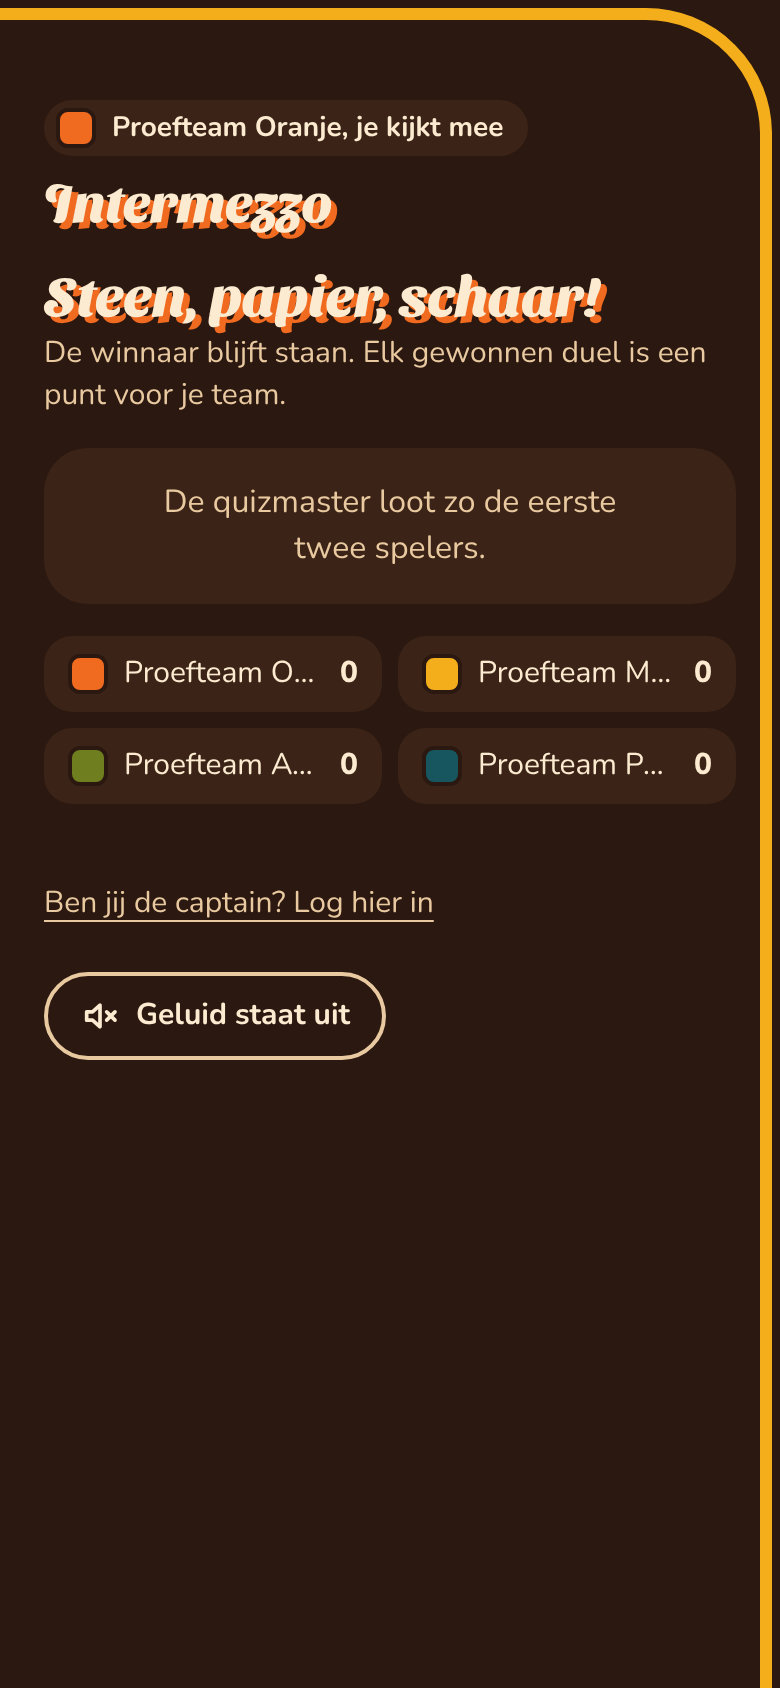 Proefteam Oranje, je kijkt mee
Intermezzo
Steen, papier, schaar!
De winnaar blijft staan. Elk gewonnen duel is een
punt voor je team.
De quizmaster loot zo de eerste
twee spelers.
Proefteam O... 0
Proefteam M... 0
Proefteam A... 0
Proefteam P... 0
Ben jij de captain? Log hier in
Geluid staat uit